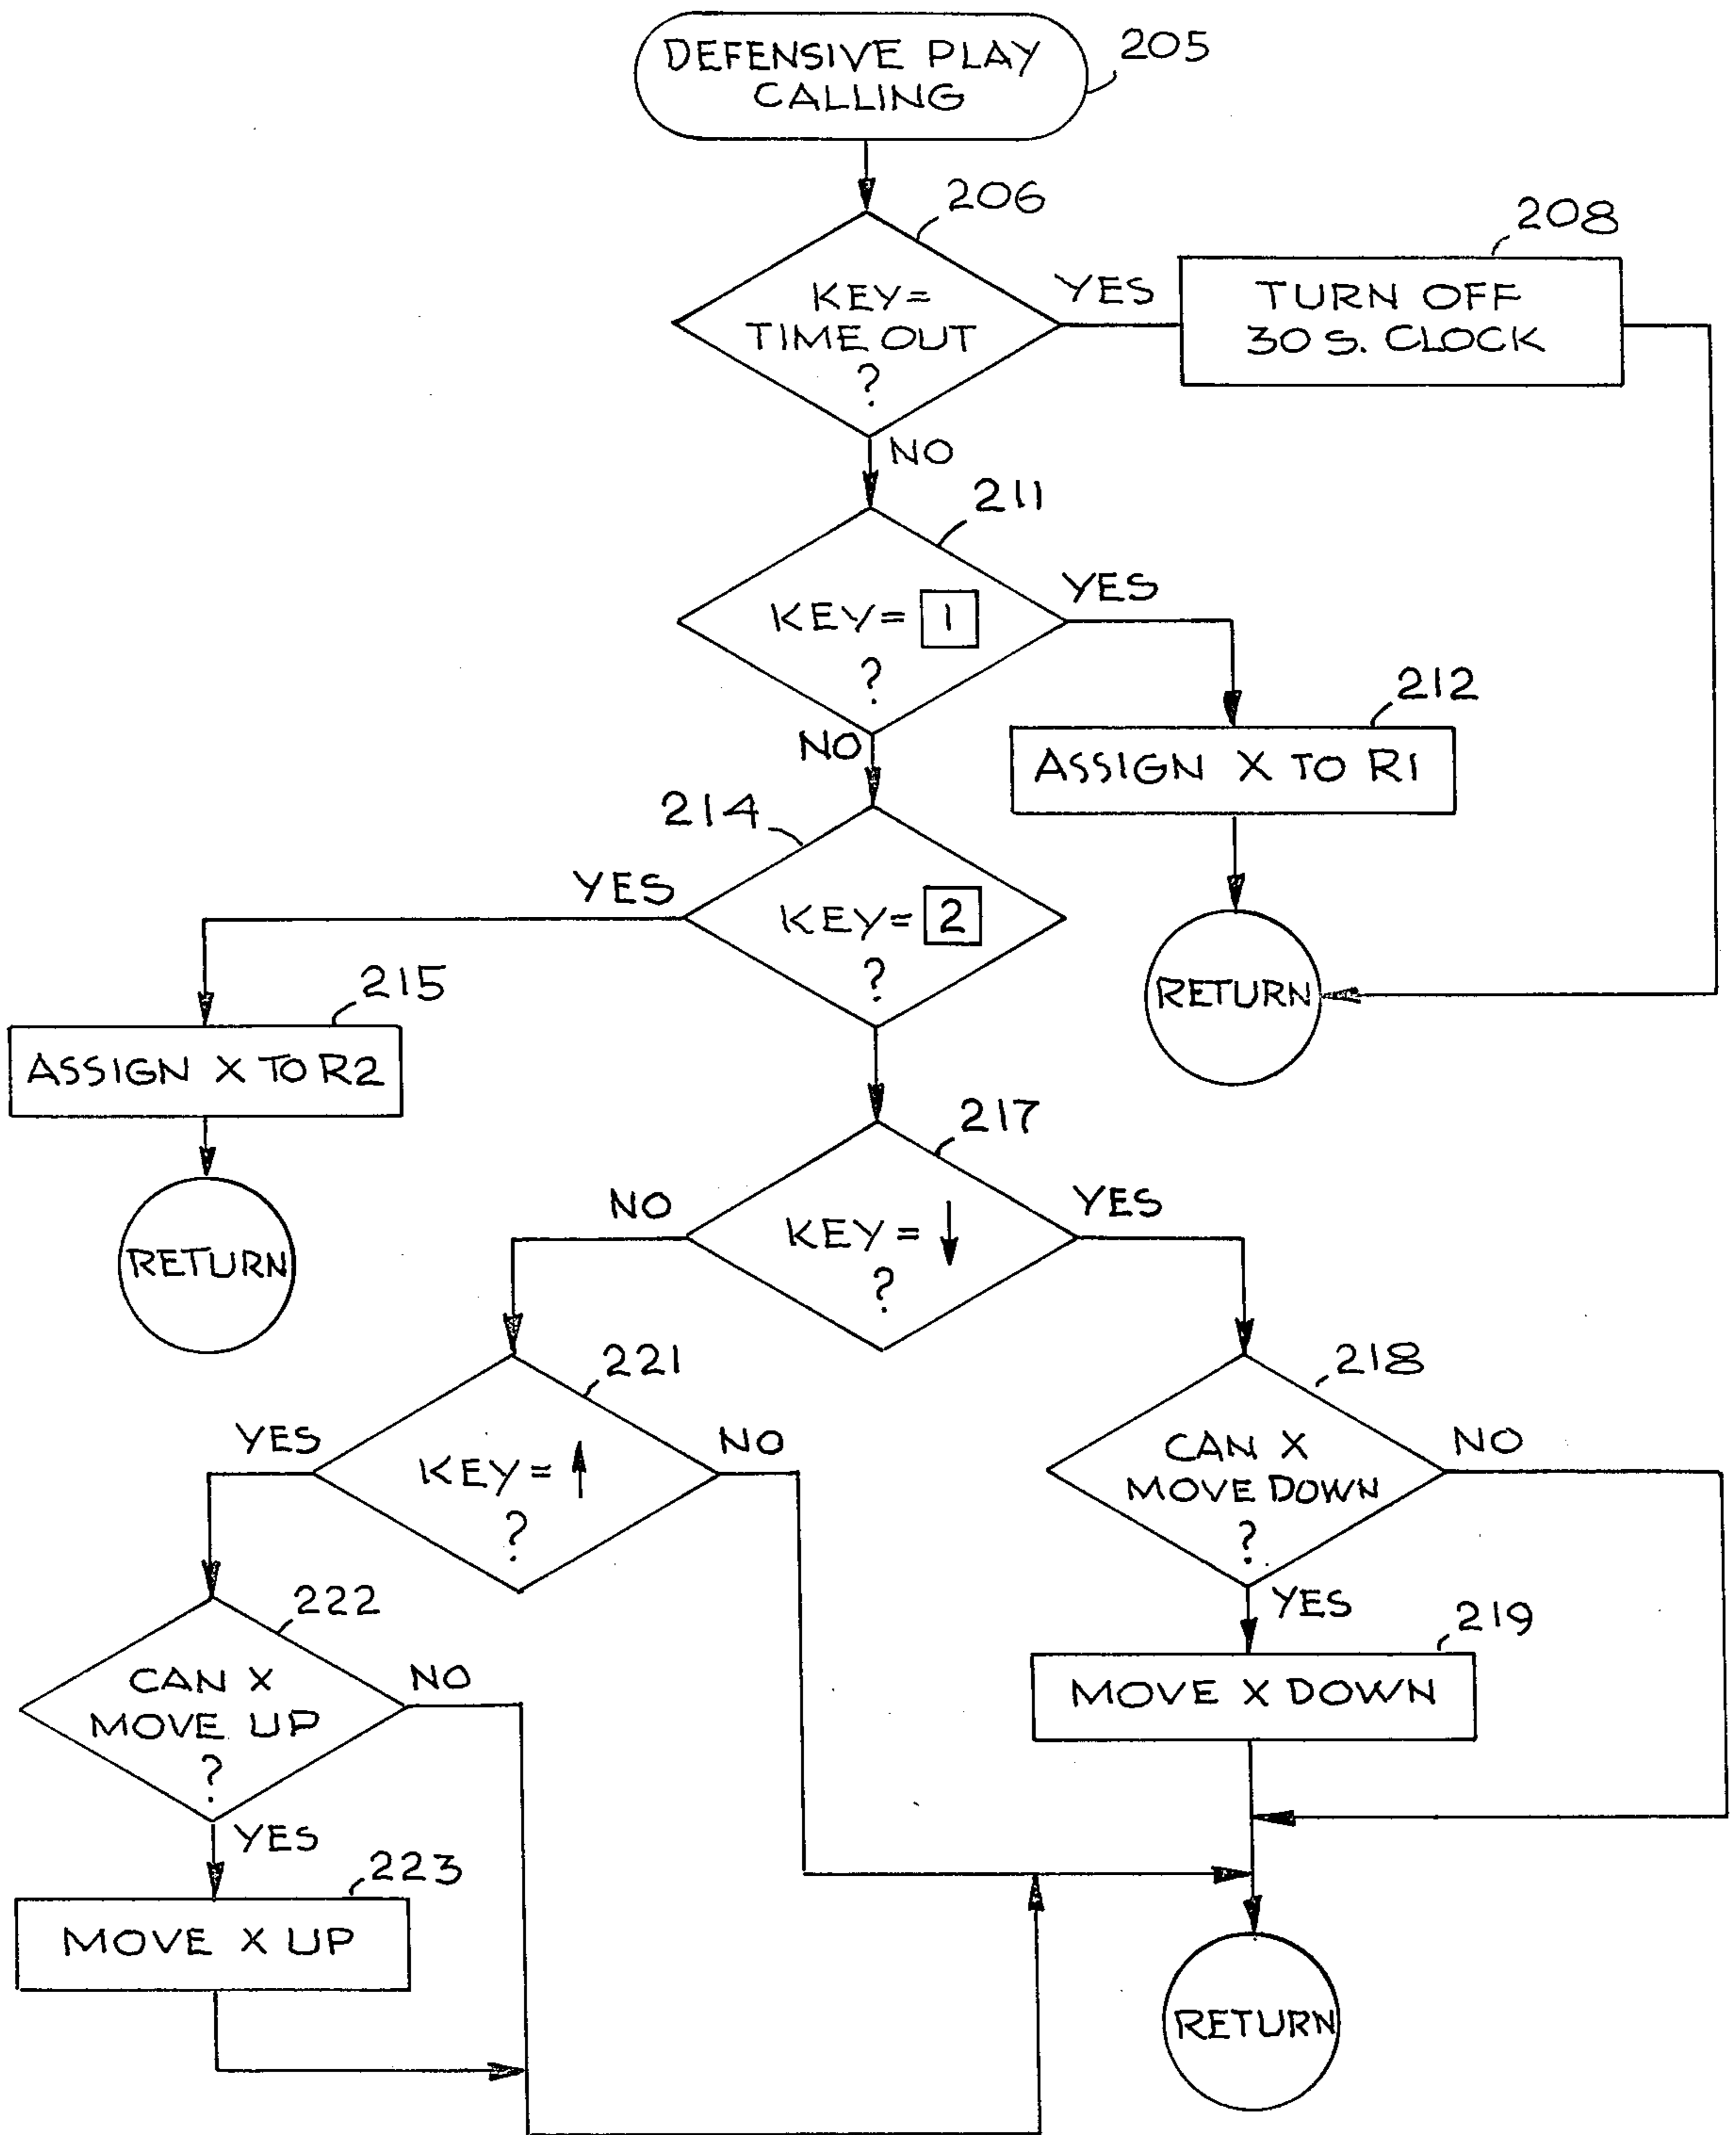 DEFENSIVE PLAY
CALLING
205
206
KEY=
TIME OUT
?
YES
208
TURN OFF
30 S. CLOCK
NO
211
KEY= 1
?
YES
212
ASSIGN X TO R1
NO
214
YES
KEY= 2
?
RETURN
215
ASSIGN X TO R2
RETURN
217
NO
KEY = ↓
?
YES
221
YES
KEY= ↑
?
NO
218
CAN X
MOVE DOWN
?
NO
YES
219
MOVE X DOWN
222
CAN X
MOVE UP
?
NO
YES
223
MOVE X UP
RETURN